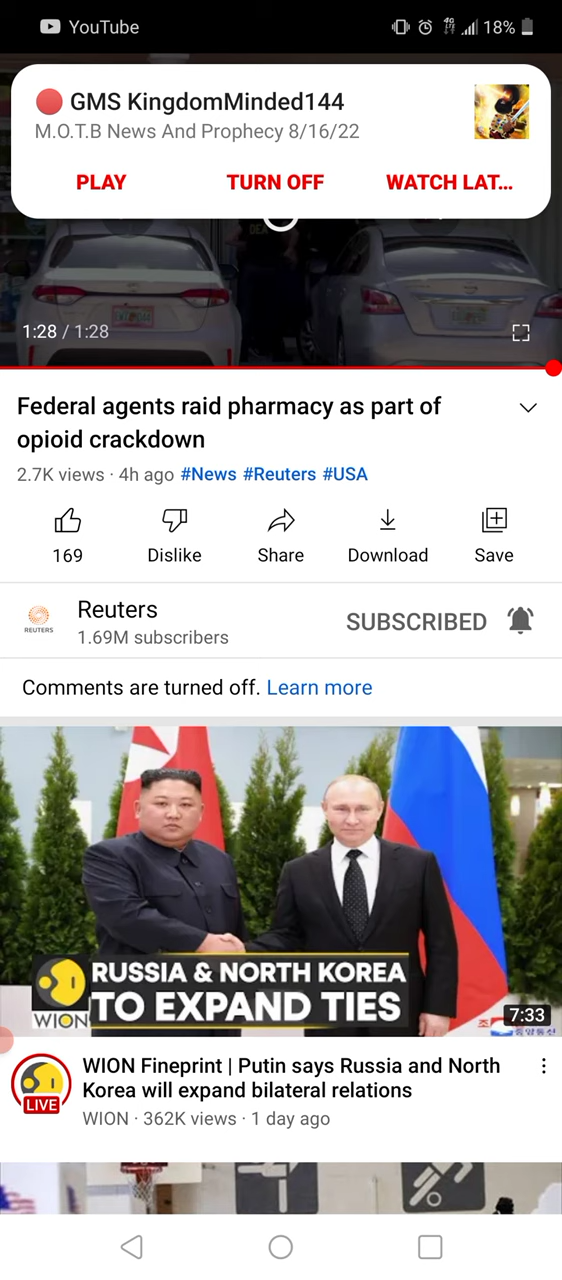 YouTube
4G
LTE
18%
GMS KingdomMinded144
M.O.T.B News And Prophecy 8/16/22
PLAY TURN OFF WATCH LAT...
DEA
1:28 / 1:28
Federal agents raid pharmacy as part of
opioid crackdown
2.7K views · 4h ago #News #Reuters #USA
169 Dislike Share Download Save
Reuters
REUTERS
1.69M subscribers
SUBSCRIBED
Comments are turned off. Learn more
RUSSIA & NORTH KOREA
TO EXPAND TIES
WION
7:33
WION Fineprint | Putin says Russia and North
Korea will expand bilateral relations
LIVE
WION · 362K views · 1 day ago